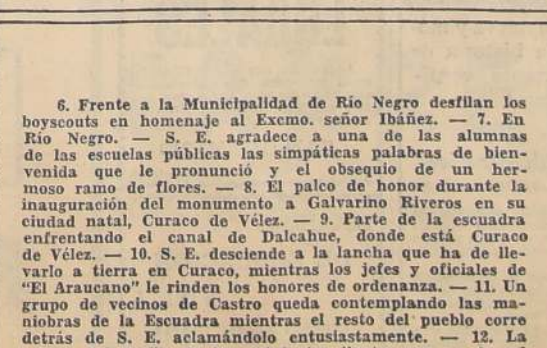 6. Frente a la Municipalidad de Río Negro desfilan los
boyscouts en homenaje al Excmo. señor Ibáñez. — 7. En
Río Negro. — S. E. agradece a una de las alumnas
de las escuelas públicas las simpáticas palabras de bien-
venida que le pronunció y el obsequio de un her-
moso ramo de flores. — 8. El palco de honor durante la
inauguración del monumento a Galvarino Riveros en su
ciudad natal, Curaco de Vélez. — 9. Parte de la escuadra
enfrentando el canal de Dalcahue, donde está Curaco
de Vélez. — 10. S. E. desciende a la lancha que ha de lle-
varlo a tierra en Curaco, mientras los jefes y oficiales de
"El Araucano" le rinden los honores de ordenanza. — 11. Un
grupo de vecinos de Castro queda contemplando las ma-
niobras de la Escuadra mientras el resto del pueblo corre
detrás de S. E. aclamándolo entusiastamente. — 12. La